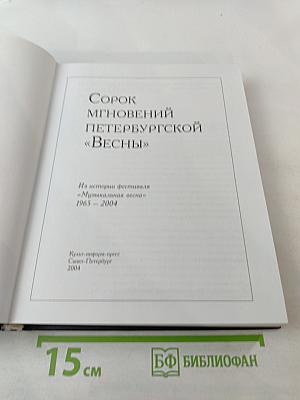 Сорок
мгновений
петербургской
«Весны»
Из истории фестиваля
«Музыкальная весна»
1965 — 2004
Культ-информ-пресс
Санкт-Петербург
2004
15 см
БФ БИБЛИОФАН